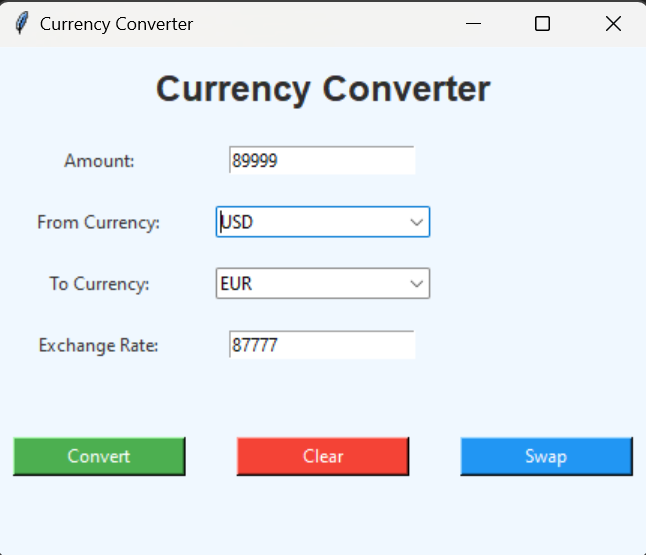 Currency Converter
Currency Converter
Amount: 89999
From Currency: USD
To Currency: EUR
Exchange Rate: 87777
Convert Clear Swap